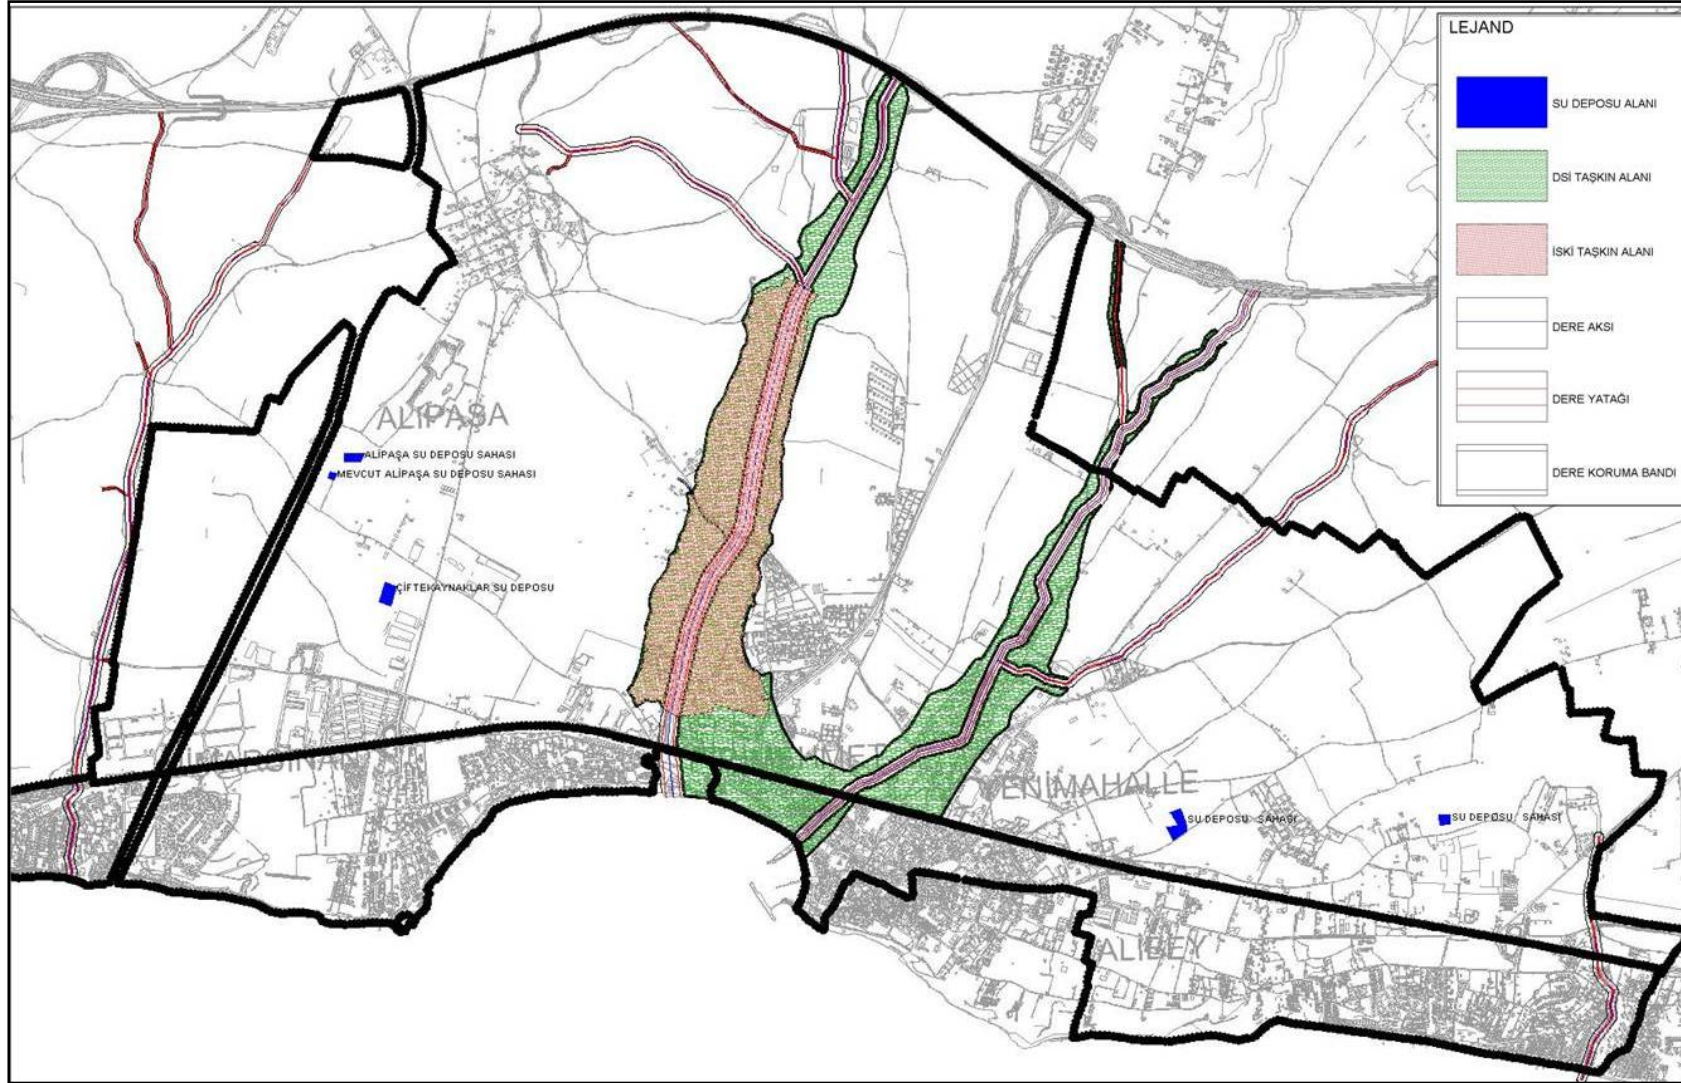 LEJAND
SU DEPOSU ALANI
DSİ TAŞKIN ALANI
İSKİ TAŞKIN ALANI
DERE AKSI
DERE YATAĞI
DERE KORUMA BANDI
ALİPAŞA
ALİPAŞA SU DEPOSU SAHASI
MEVCUT ALİPAŞA SU DEPOSU SAHASI
ÇİFTEKAYNAKLAR SU DEPOSU
YENİMAHALLE
SU DEPOSU SAHASI
SU DEPOSU SAHASI
ALİBEY